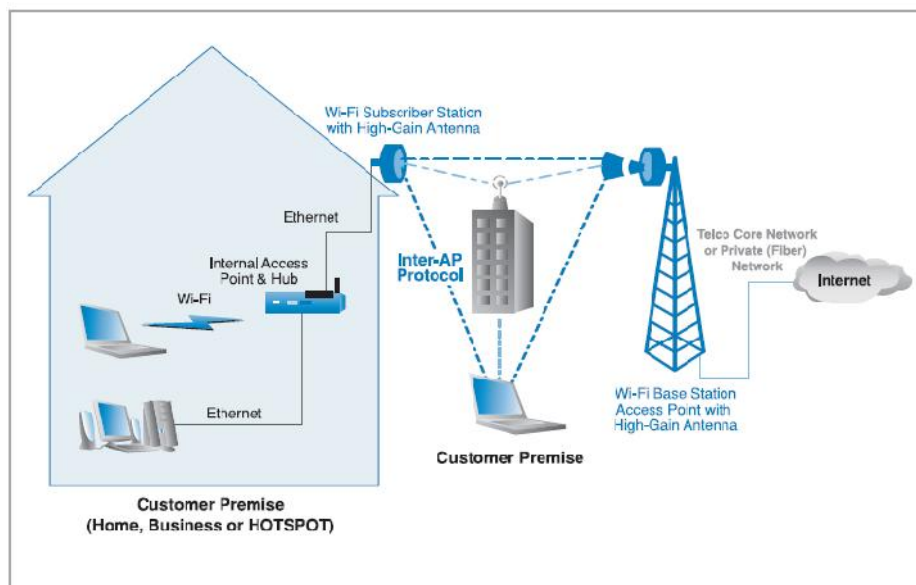 Wi-Fi Subscriber Station
with High-Gain Antenna
Ethernet
Internal Access
Point & Hub
Wi-Fi
Ethernet
Inter-AP
Protocol
Telco Core Network
or Private (Fiber)
Network
Internet
Wi-Fi Base Station
Access Point with
High-Gain Antenna
Customer Premise
Customer Premise
(Home, Business or HOTSPOT)